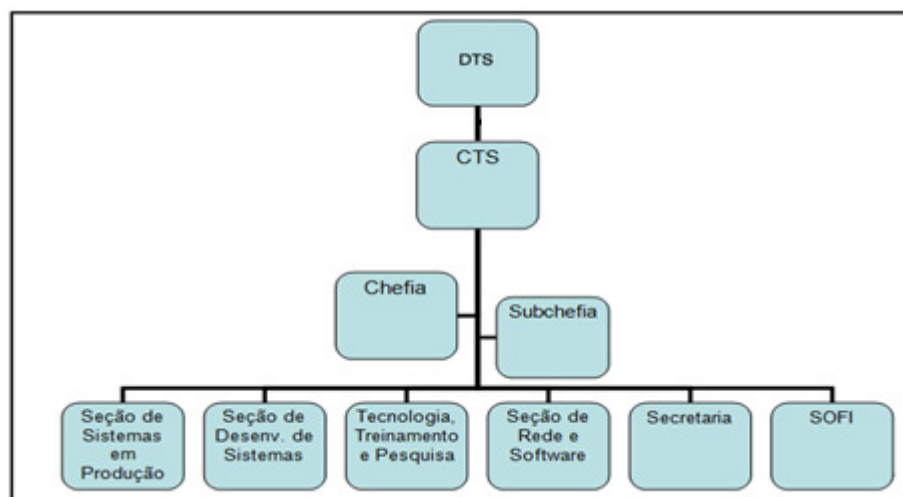 DTS
CTS
Chefia
Subchefia
Seção de
Sistemas
em
Produção
Seção de
Desenv. de
Sistemas
Tecnologia,
Treinamento
e Pesquisa
Seção de
Rede e
Software
Secretaria
SOFI